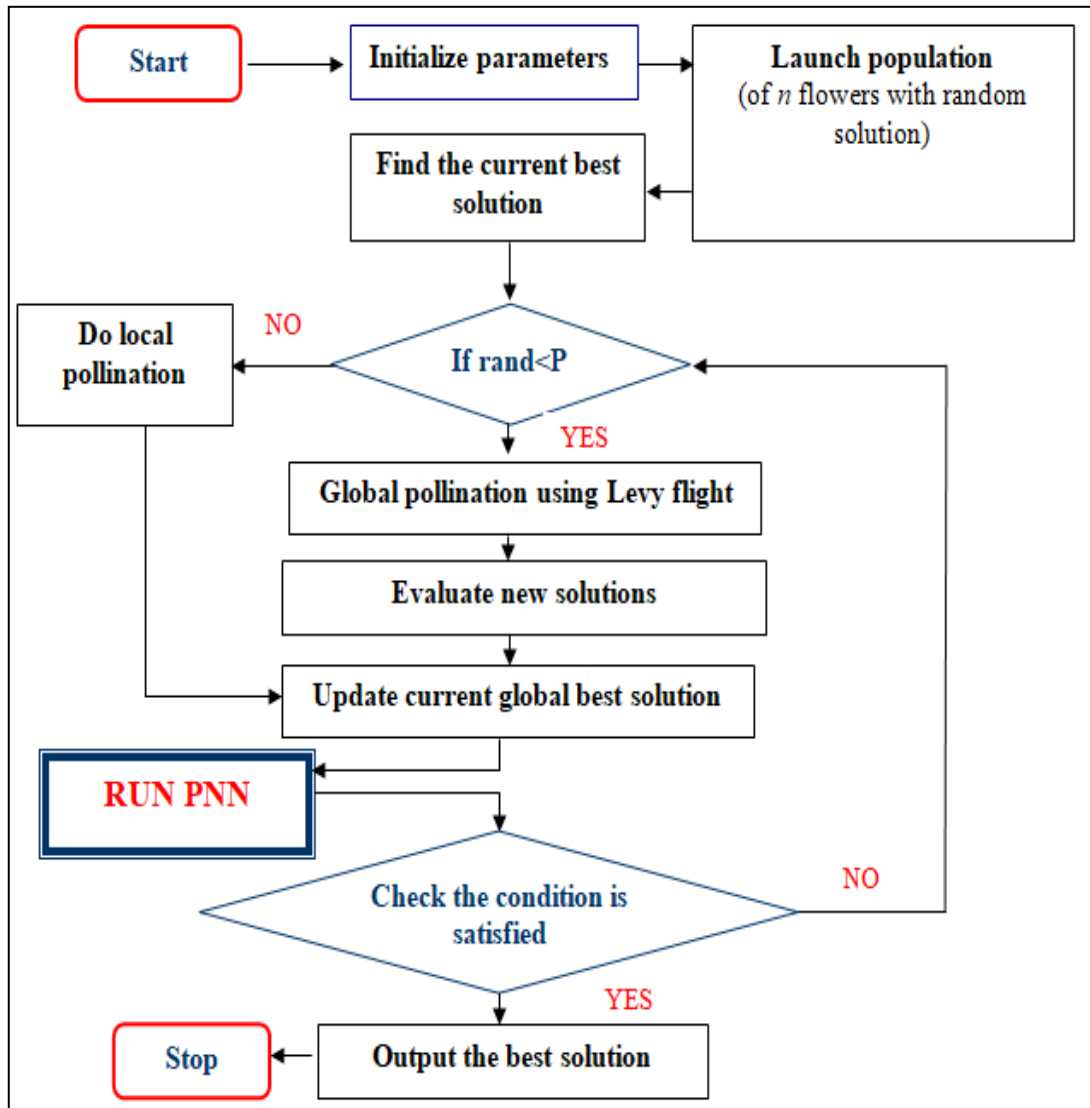 Start
Initialize parameters
Launch population
(of n flowers with random
solution)
Find the current best
solution
Do local
pollination
NO
If rand<P
YES
Global pollination using Levy flight
Evaluate new solutions
Update current global best solution
RUN PNN
Check the condition is
satisfied
NO
YES
Output the best solution
Stop